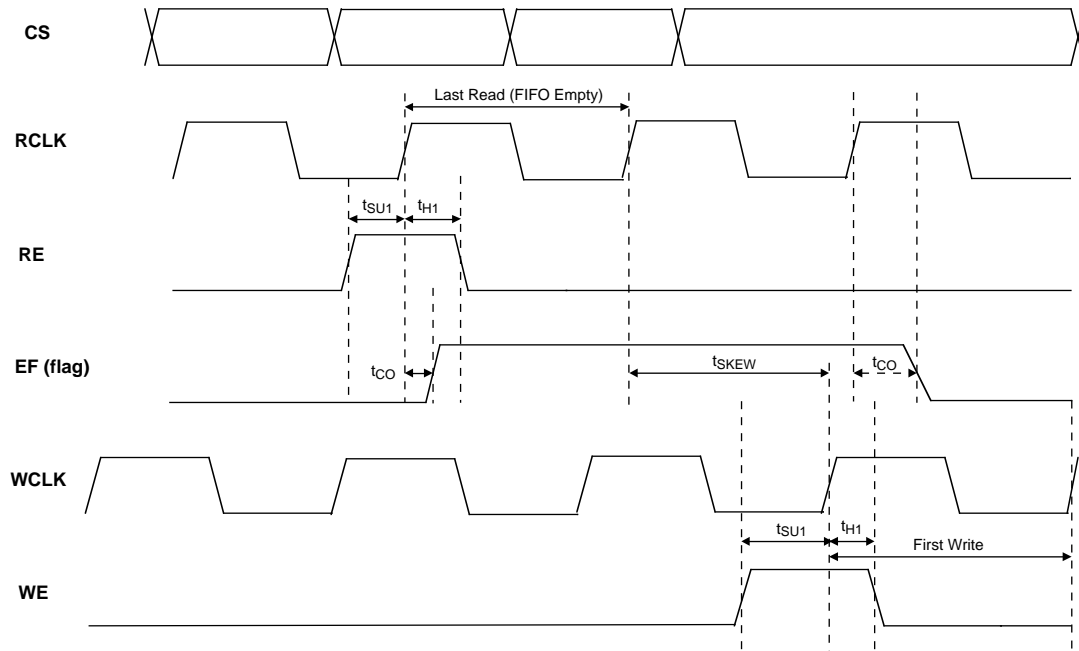 CS
Last Read (FIFO Empty)
RCLK
tSU1
tH1
RE
EF (flag)
tCO
tSKEW
tCO
WCLK
tSU1
tH1
First Write
WE